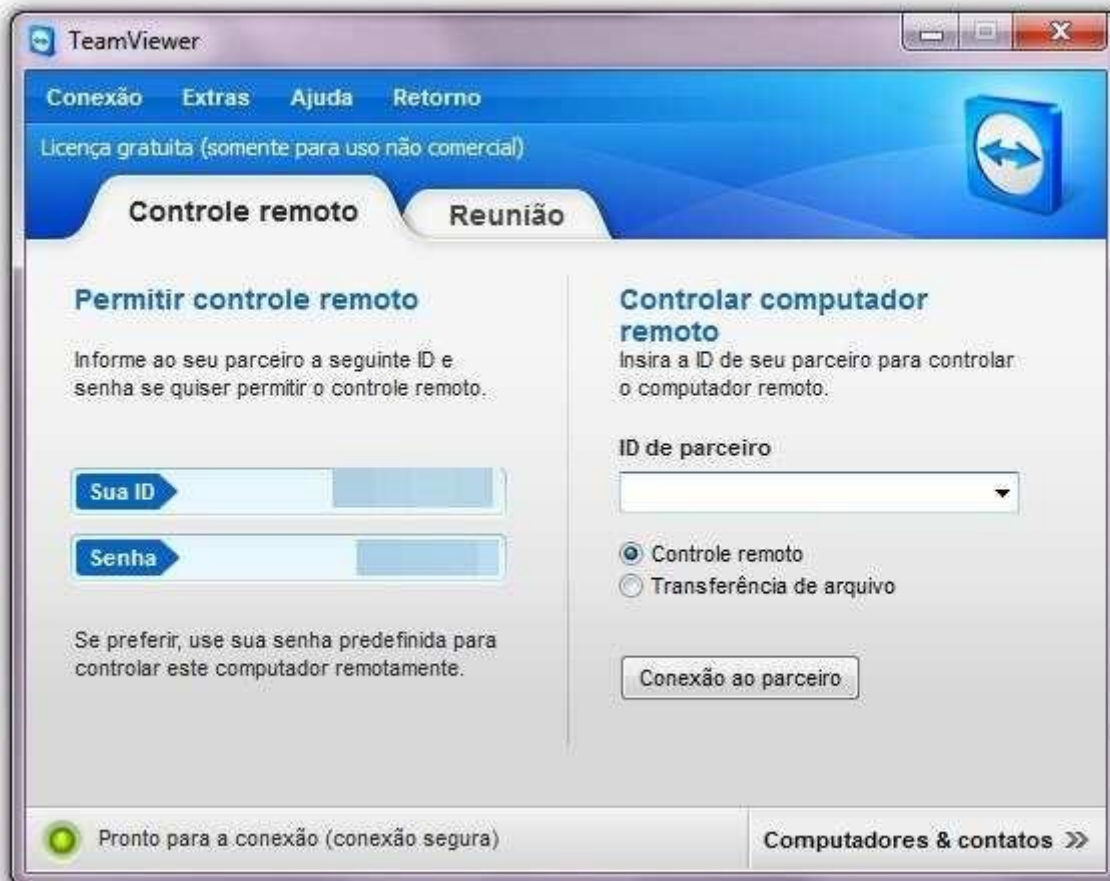 TeamViewer
Conexão Extras Ajuda Retorno
Licença gratuita (somente para uso não comercial)
Controle remoto Reunião
Permitir controle remoto
Informe ao seu parceiro a seguinte ID e
senha se quiser permitir o controle remoto.
Sua ID
Senha
Se preferir, use sua senha predefinida para
controlar este computador remotamente.
Controlar computador
remoto
Insira a ID de seu parceiro para controlar
o computador remoto.
ID de parceiro
Controle remoto
Transferência de arquivo
Conexão ao parceiro
Pronto para a conexão (conexão segura)
Computadores & contatos >>